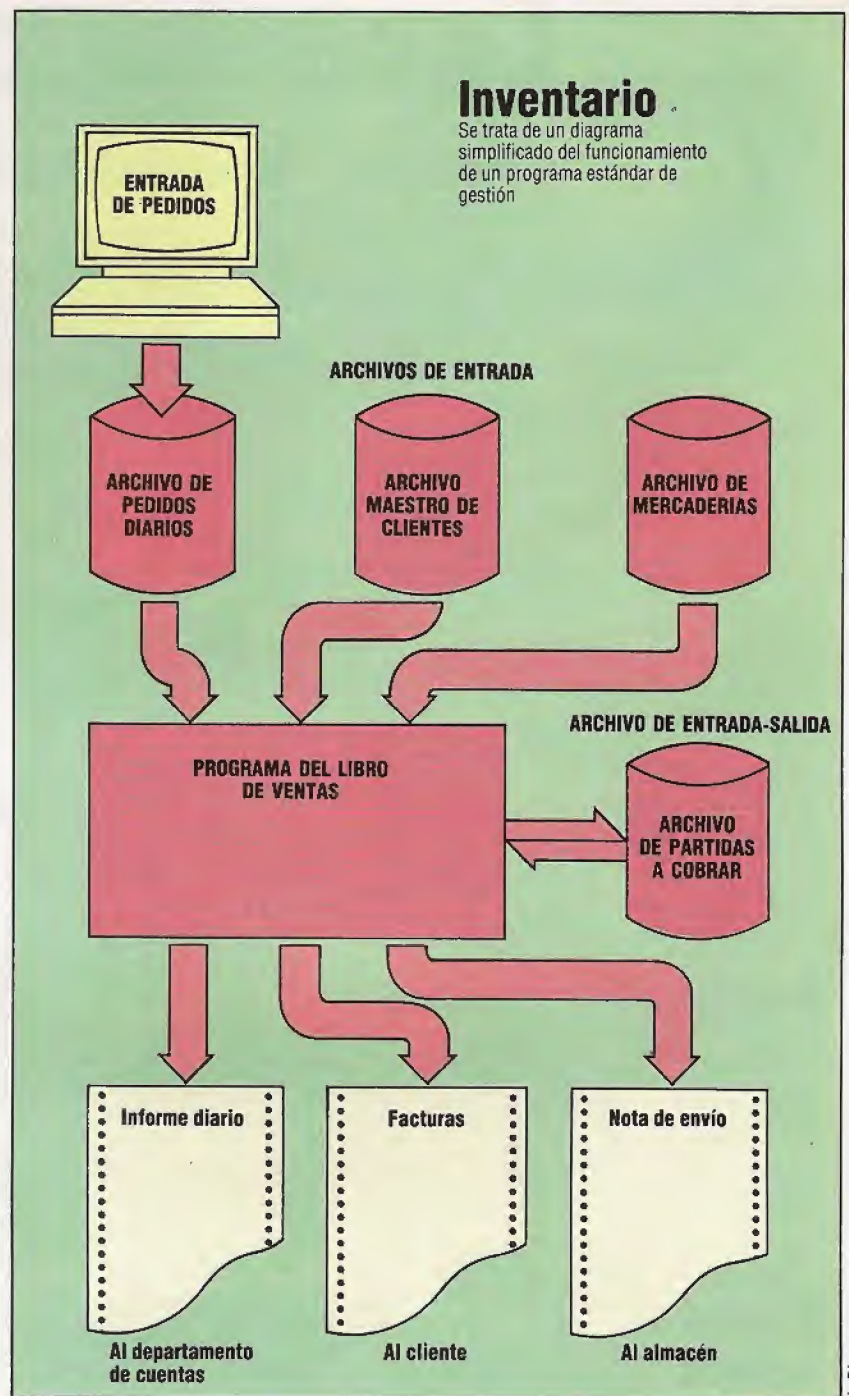 Inventario
Se trata de un diagrama
simplificado del funcionamiento
de un programa estándar de
gestión
ENTRADA
DE PEDIDOS
ARCHIVOS DE ENTRADA
ARCHIVO DE
PEDIDOS
DIARIOS
ARCHIVO
MAESTRO DE
CLIENTES
ARCHIVO DE
MERCADERIAS
ARCHIVO DE ENTRADA-SALIDA
PROGRAMA DEL LIBRO
DE VENTAS
ARCHIVO
DE PARTIDAS
A COBRAR
Informe diario
Facturas
Nota de envío
Al departamento
de cuentas
Al cliente
Al almacén